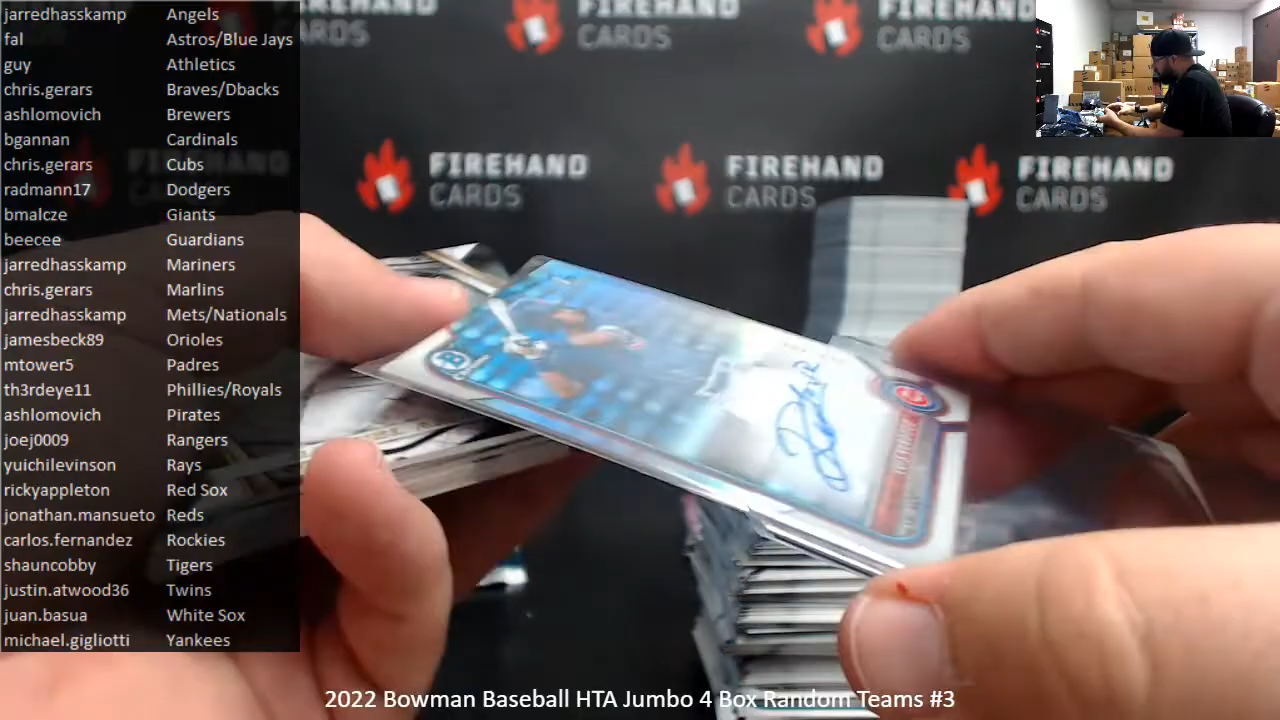 jarredhasskamp Angels
fal Astros/Blue Jays
guy Athletics
chris.gerars Braves/Dbacks
ashlomovich Brewers
bgannan Cardinals
chris.gerars Cubs
radmann17 Dodgers
bmalcze Giants
beecee Guardians
jarredhasskamp Mariners
chris.gerars Marlins
jarredhasskamp Mets/Nationals
jamesbeck89 Orioles
mtower5 Padres
th3rdeye11 Phillies/Royals
ashlomovich Pirates
joej0009 Rangers
yuichilevinson Rays
rickyappleton Red Sox
jonathan.mansueto Reds
carlos.fernandez Rockies
shauncobby Tigers
justin.atwood36 Twins
juan.basua White Sox
michael.gigliotti Yankees
FIREHAND
CARDS
FIREHAND
CARDS
FIREHAND
CARDS
FIREHAND
CARDS
FIREHAND
CARDS
B
2022 Bowman Baseball HTA Jumbo 4 Box Random Teams #3